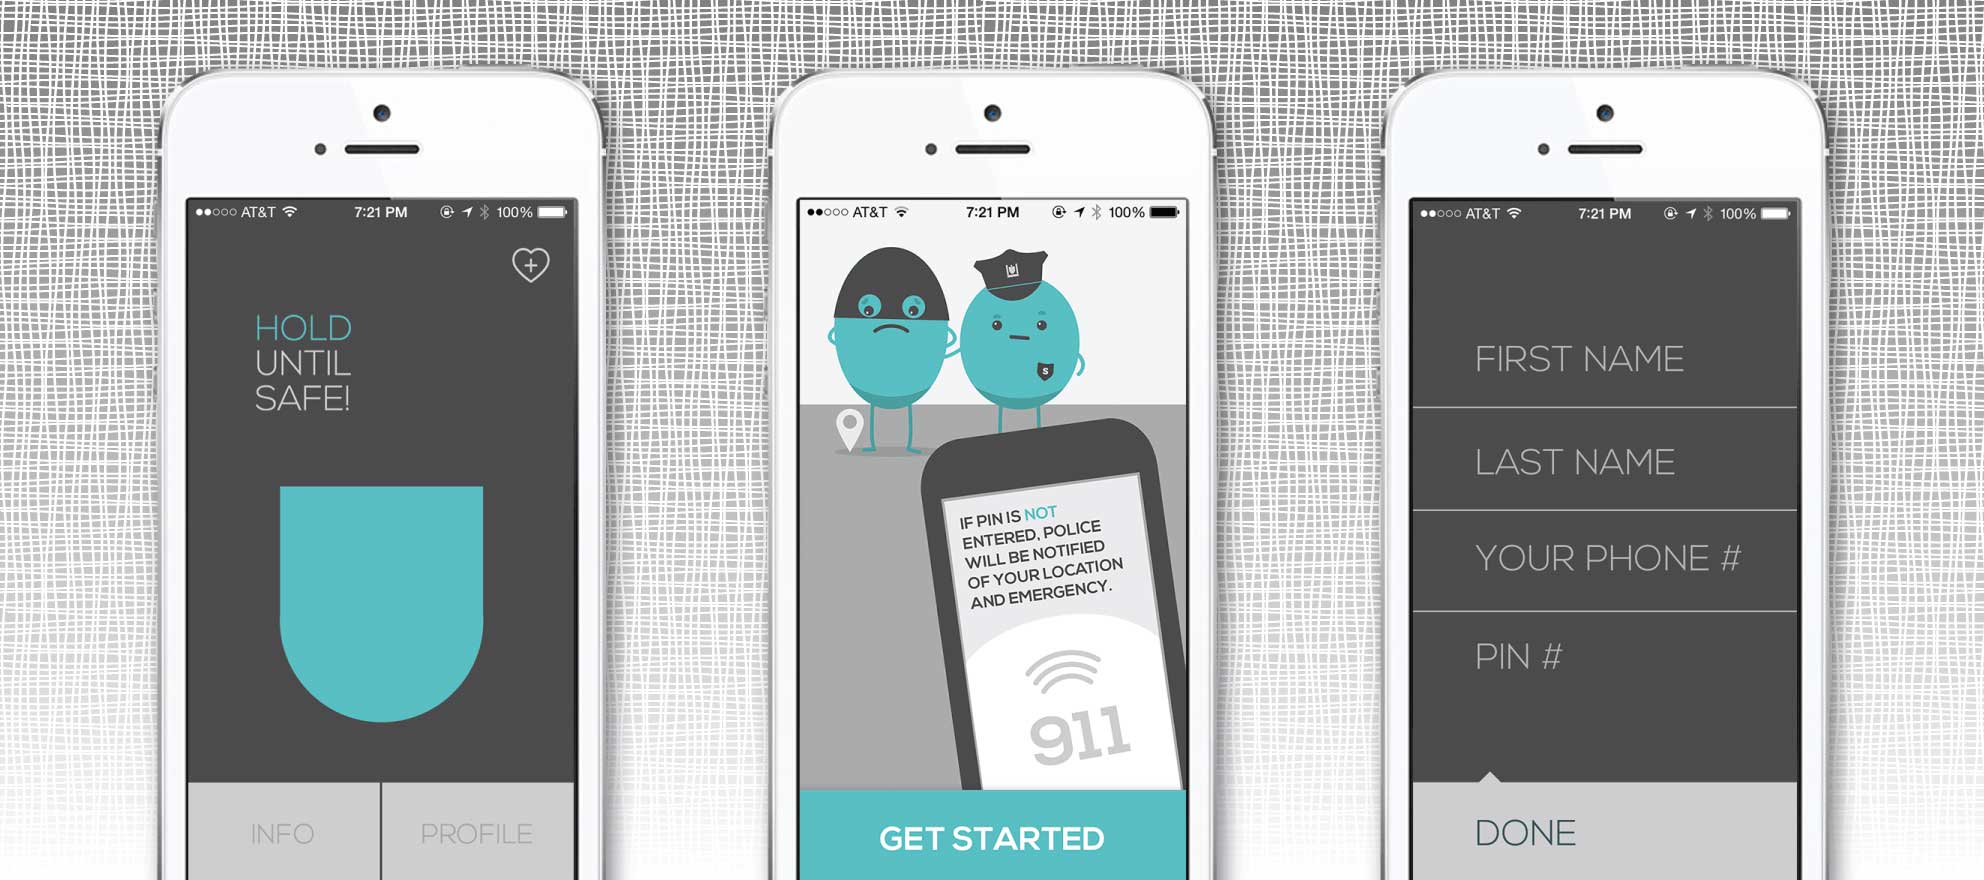 AT&T 7:21 PM 100%
HOLD
UNTIL
SAFE!
INFO PROFILE
AT&T 7:21 PM 100%
S
IF PIN IS NOT
ENTERED, POLICE
WILL BE NOTIFIED
OF YOUR LOCATION
AND EMERGENCY.
911
GET STARTED
AT&T 7:21 PM 100%
FIRST NAME
LAST NAME
YOUR PHONE #
PIN #
DONE